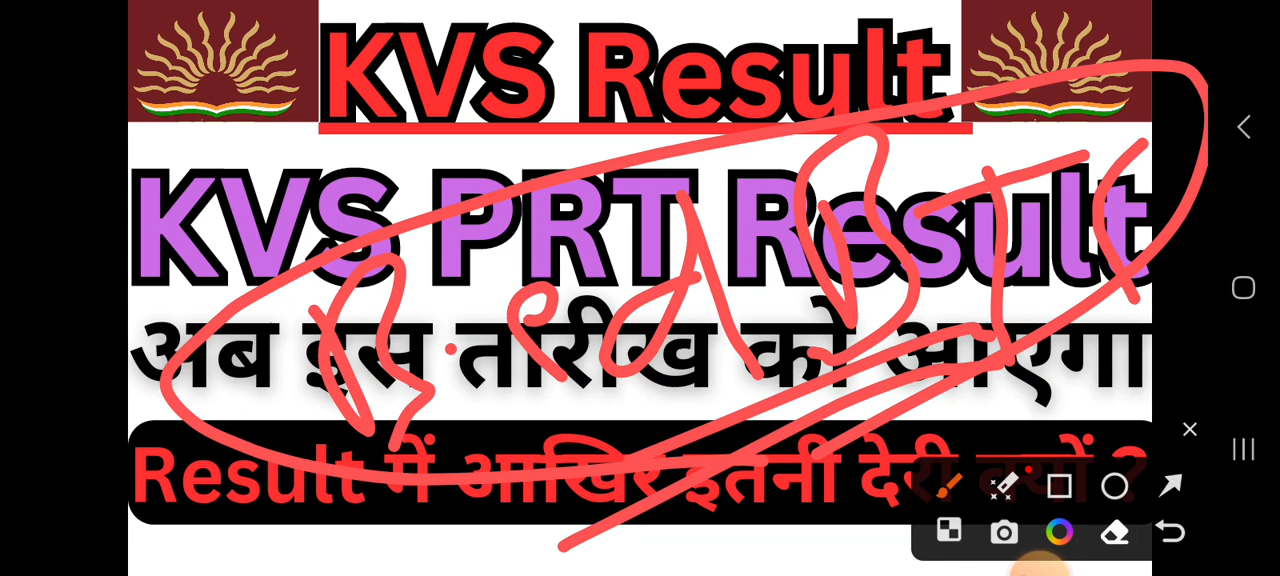 KVS Result
KVS PRT Result
अब इस तारीख को आएगा
Result में आखिर इतनी देरी क्यों ?